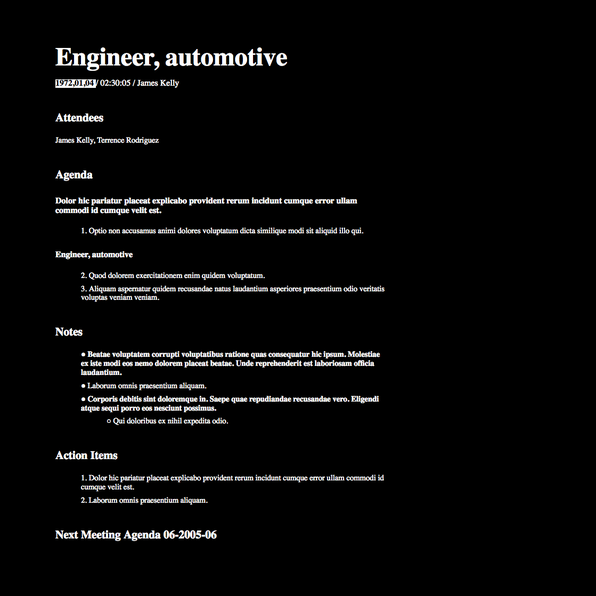 Engineer, automotive
1972,01,04 / 02:30:05 / James Kelly
Attendees
James Kelly, Terrence Rodriguez
Agenda
Dolor hic pariatur placeat explicabo provident rerum incidunt cumque error ullam
commodi id cumque velit est.
1. Optio non accusamus animi dolores voluptatum dicta similique modi sit aliquid illo qui.
Engineer, automotive
2. Quod dolorem exercitationem enim quidem voluptatum.
3. Aliquam aspernatur quidem recusandae natus laudantium asperiores praesentium odio veritatis
voluptas veniam veniam.
Notes
● Beatae voluptatem corrupti voluptatibus ratione quas consequatur hic ipsum. Molestiae
ex iste modi eos nemo dolorem placeat beatae. Unde reprehenderit est laboriosam officia
laudantium.
● Laborum omnis praesentium aliquam.
● Corporis debitis sint doloremque in. Saepe quae repudiandae recusandae vero. Eligendi
atque sequi porro eos nesciunt possimus.
○ Qui doloribus ex nihil expedita odio.
Action Items
1. Dolor hic pariatur placeat explicabo provident rerum incidunt cumque error ullam commodi id
cumque velit est.
2. Laborum omnis praesentium aliquam.
Next Meeting Agenda 06-2005-06